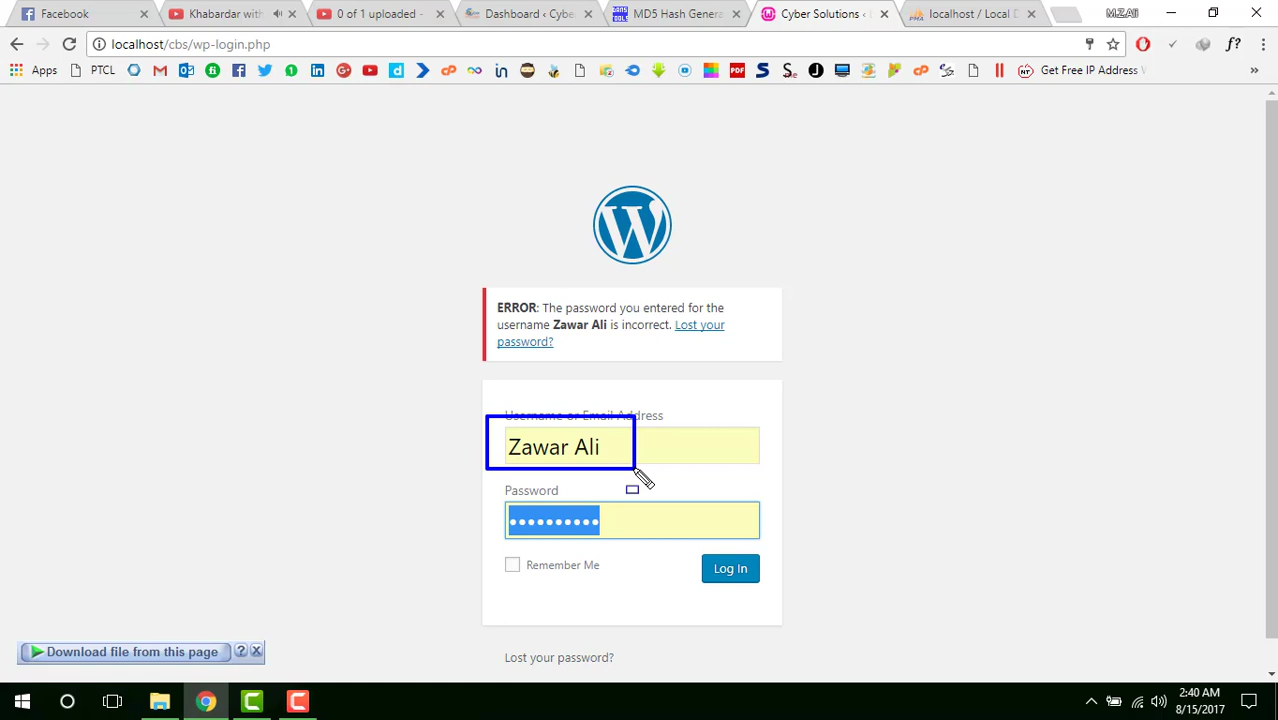 Facebook
Khabardar with
0 of 1 uploaded -
Dashboard ‹ Cybe
MD5 Hash Genera
Cyber Solutions ‹
localhost / Local D
M.Z.Ali
localhost/cbs/wp-login.php
f?
Apps
PTCL
Get Free IP Address
ERROR: The password you entered for the
username Zawar Ali is incorrect. Lost your
password?
Username or Email Address
Zawar Ali
Password
Remember Me
Log In
Download file from this page
Lost your password?
2:40 AM
8/15/2017